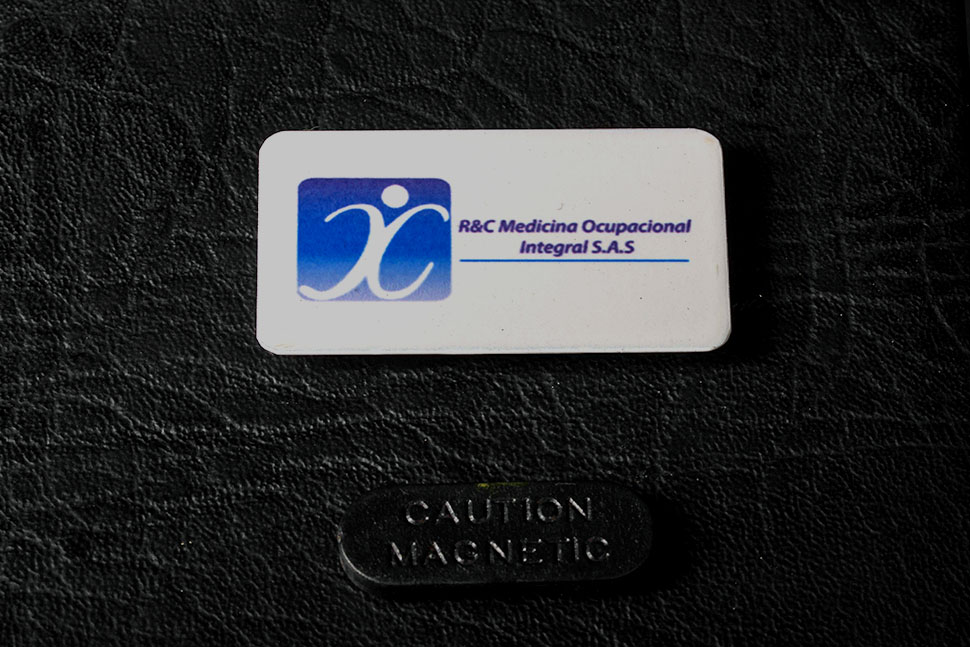 R&C Medicina Ocupacional
Integral S.A.S
CAUTION
MAGNETIC